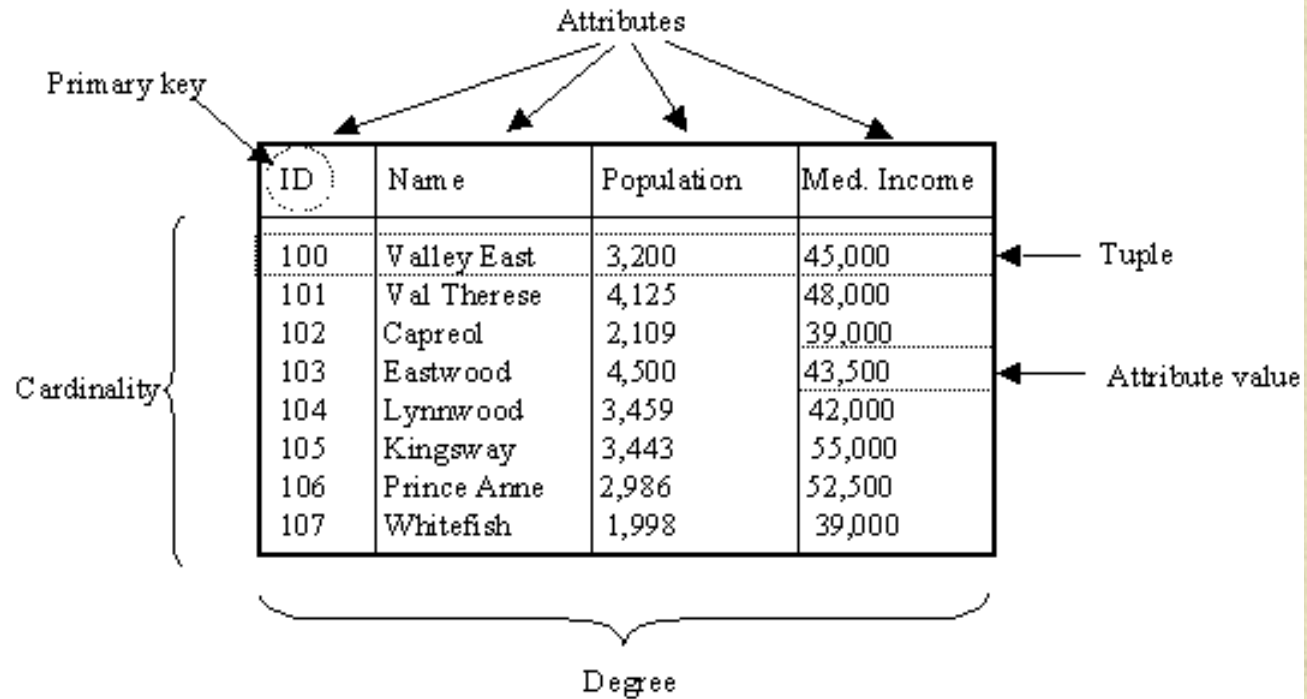 Attributes
Primary key
ID Name Population Med. Income
100 Valley East 3,200 45,000
Tuple
101 Val Therese 4,125 48,000
102 Capreol 2,109 39,000
103 Eastwood 4,500 43,500
Cardinality
Attribute value
104 Lynnwood 3,459 42,000
105 Kingsway 3,443 55,000
106 Prince Anne 2,986 52,500
107 Whitefish 1,998 39,000
Degree